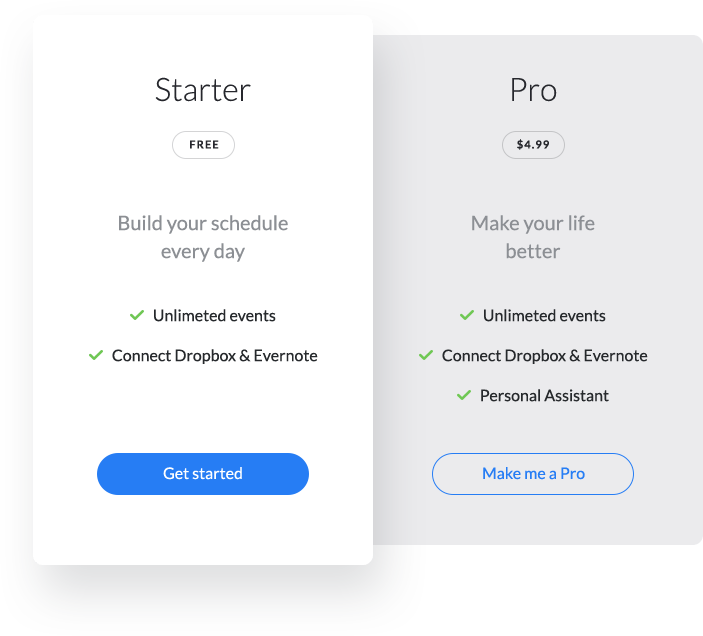 Starter
FREE
Build your schedule
every day
Unlimeted events
Connect Dropbox & Evernote
Get started
Pro
$4.99
Make your life
better
Unlimeted events
Connect Dropbox & Evernote
Personal Assistant
Make me a Pro